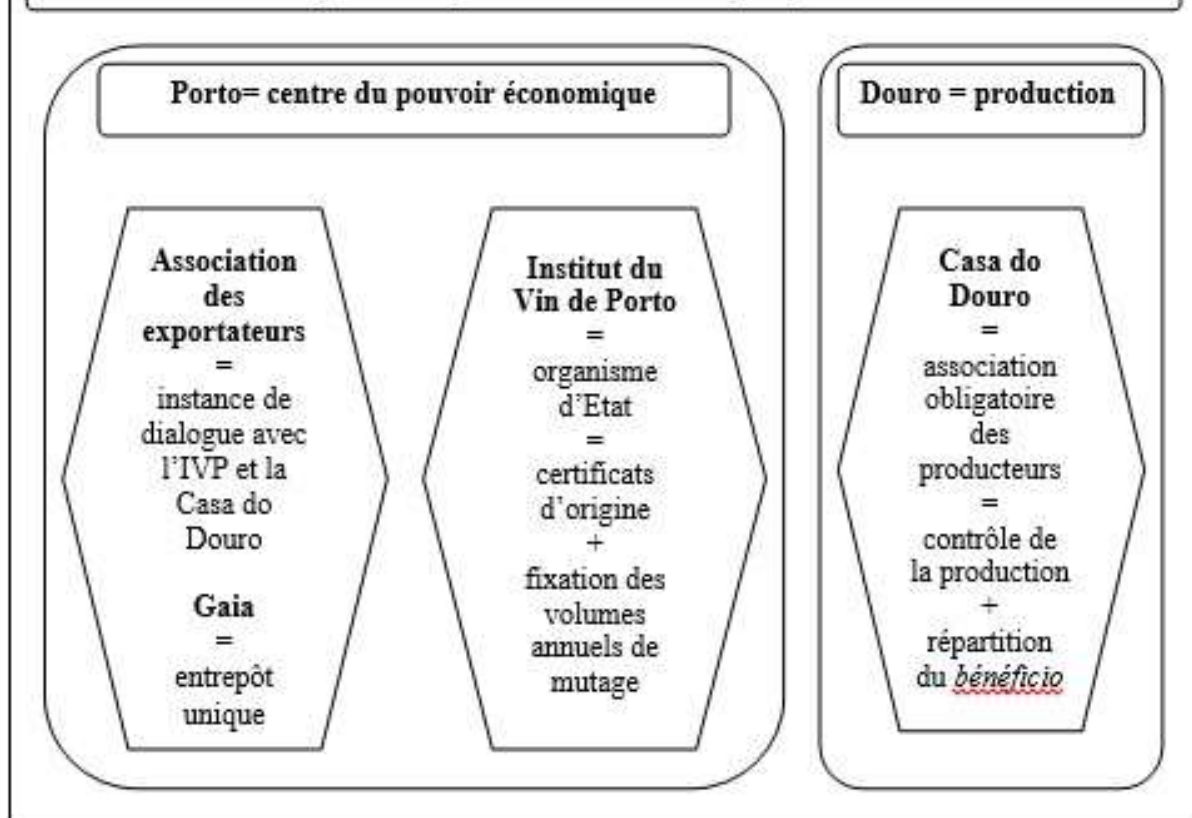 Porto= centre du pouvoir économique
Association
des
exportateurs
=
instance de
dialogue avec
l'IVP et la
Casa do
Douro
Gaia
=
entrepôt
unique
Institut du
Vin de Porto
=
organisme
d'Etat
=
certificats
d'origine
+
fixation des
volumes
annuels de
mutage
Douro = production
Casa do
Douro
=
association
obligatoire
des
producteurs
=
contrôle de
la production
+
répartition
du bénéficio